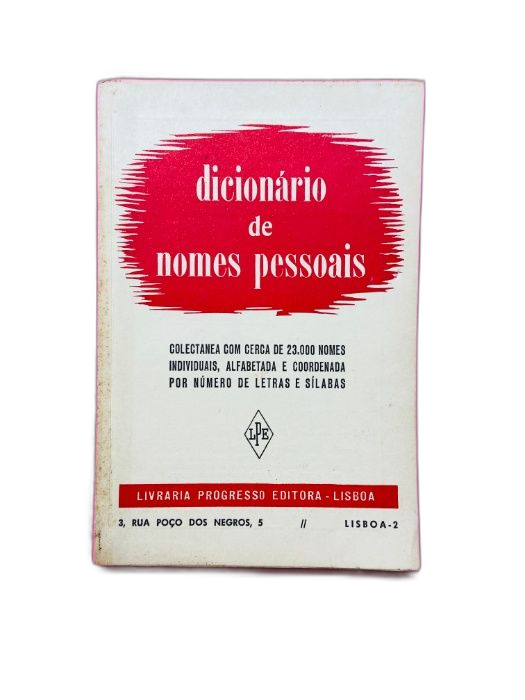 dicionário
de
nomes pessoais
COLECTANEA COM CERCA DE 23.000 NOMES
INDIVIDUAIS, ALFABETADA E COORDENADA
POR NÚMERO DE LETRAS E SÍLABAS
LPE
LIVRARIA PROGRESSO EDITORA - LISBOA
3, RUA POÇO DOS NEGROS, 5 // LISBOA-2